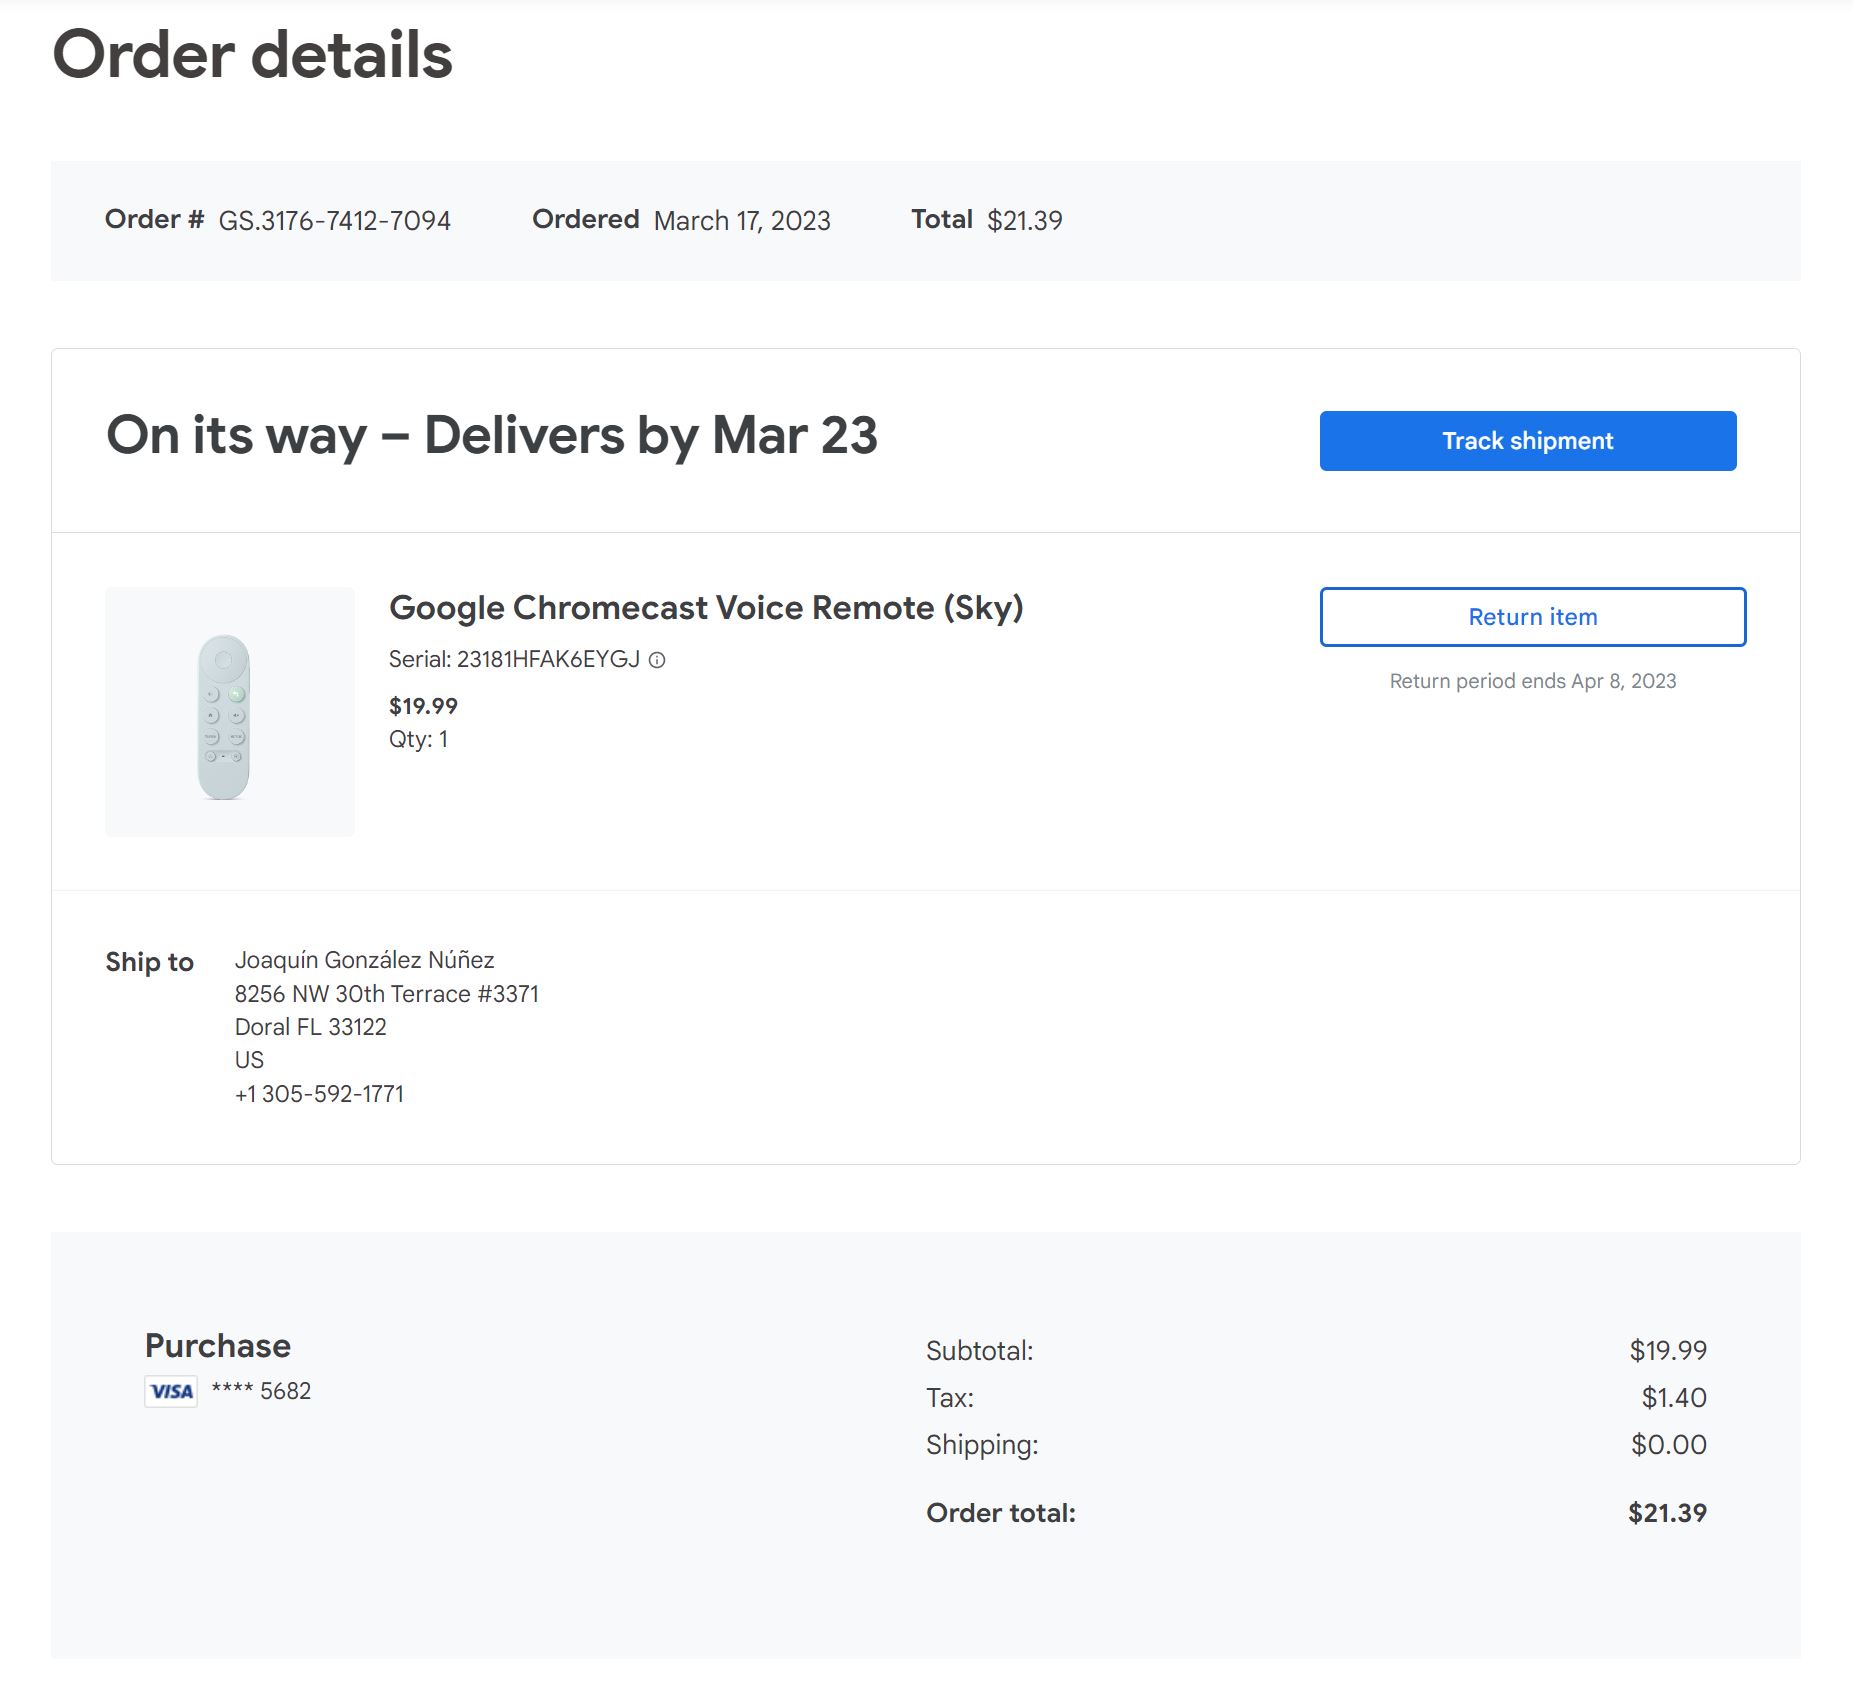 Order details
Order # GS.3176-7412-7094 Ordered March 17, 2023 Total $21.39
On its way – Delivers by Mar 23
Track shipment
Google Chromecast Voice Remote (Sky)
Serial: 23181HFAK6EYGJ
$19.99
Qty: 1
Return item
Return period ends Apr 8, 2023
Ship to
Joaquín González Núñez
8256 NW 30th Terrace #3371
Doral FL 33122
US
+1 305-592-1771
Purchase
VISA **** 5682
Subtotal: $19.99
Tax: $1.40
Shipping: $0.00
Order total: $21.39